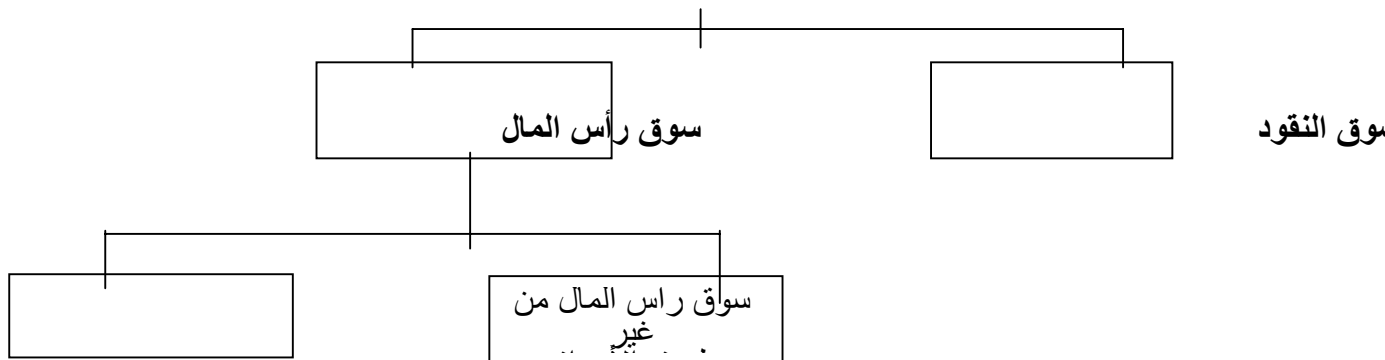 سوق النقود
سوق رأس المال
سوق راس المال من
غير